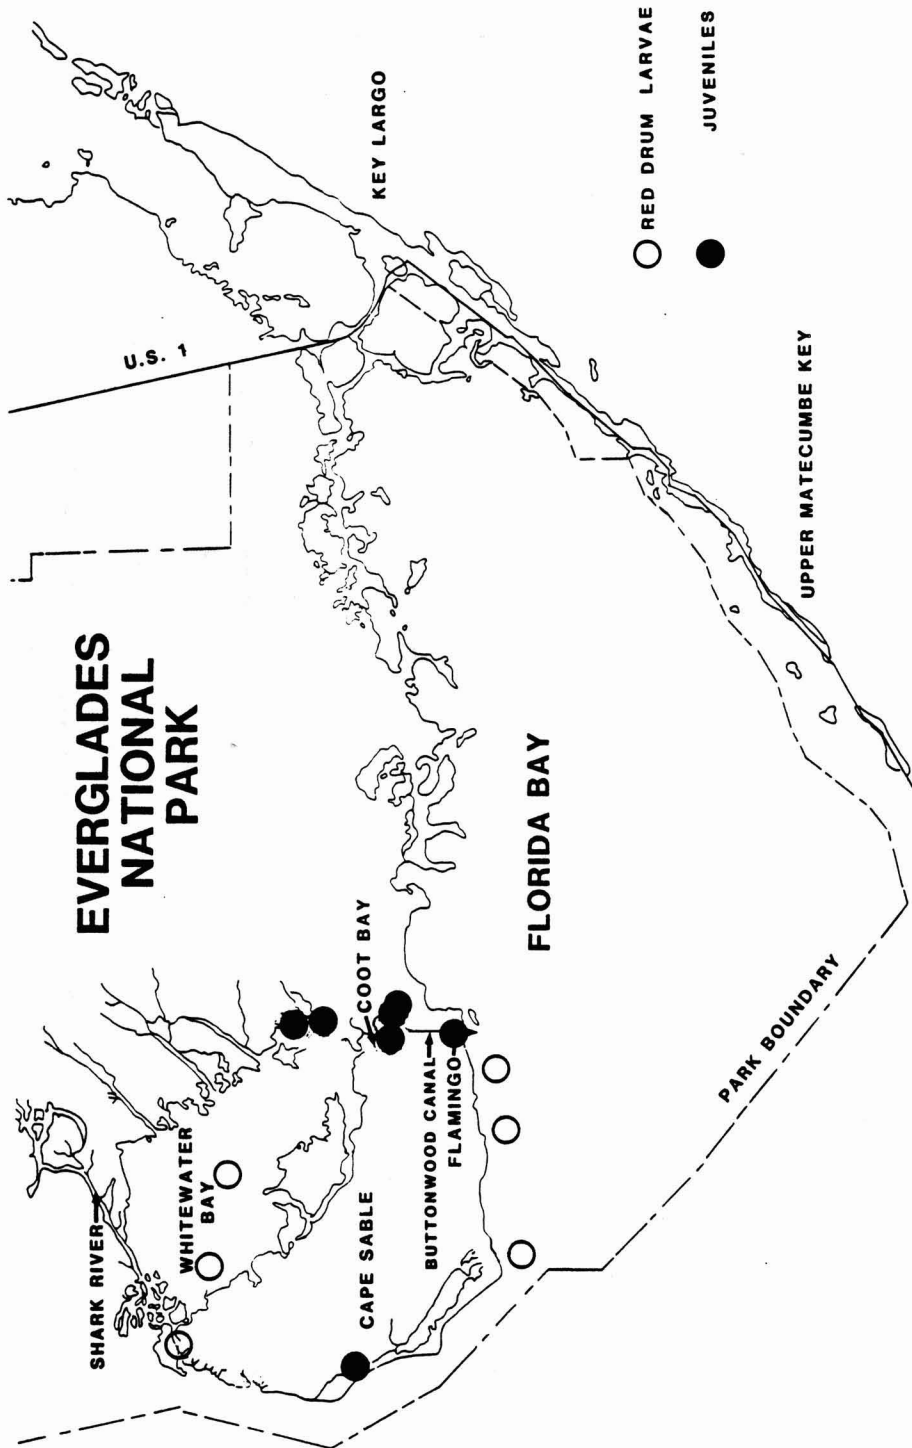 EVERGLADES
NATIONAL
PARK
U.S. 1
KEY LARGO
SHARK RIVER
WHITEWATER
BAY
COOT BAY
CAPE SABLE
BUTTONWOOD CANAL
FLAMINGO
FLORIDA BAY
UPPER MATECUMBE KEY
PARK BOUNDARY
RED DRUM LARVAE
JUVENILES